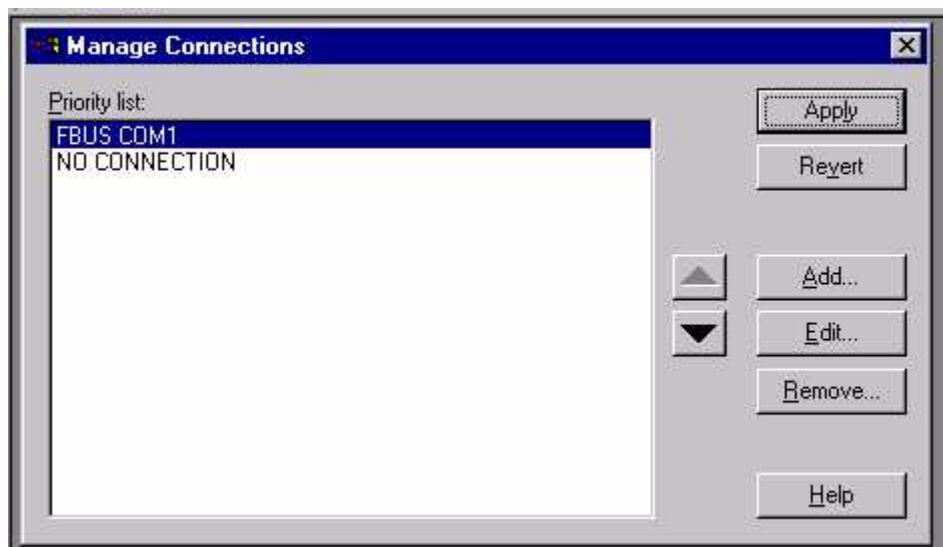 Manage Connections
Priority list:
FBUS COM1
NO CONNECTION
Apply
Revert
Add...
Edit...
Remove...
Help